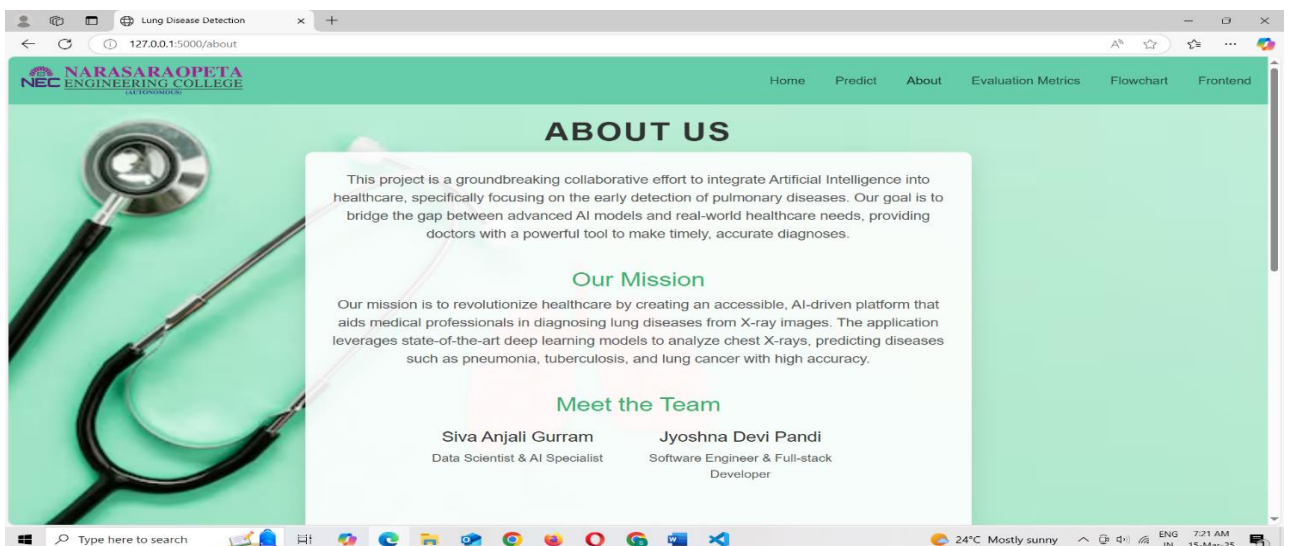 Lung Disease Detection
127.0.0.1:5000/about
NEC NARASARAOPETA
ENGINEERING COLLEGE
(AUTONOMOUS)
Home Predict About Evaluation Metrics Flowchart Frontend
ABOUT US
This project is a groundbreaking collaborative effort to integrate Artificial Intelligence into
healthcare, specifically focusing on the early detection of pulmonary diseases. Our goal is to
bridge the gap between advanced AI models and real-world healthcare needs, providing
doctors with a powerful tool to make timely, accurate diagnoses.
Our Mission
Our mission is to revolutionize healthcare by creating an accessible, AI-driven platform that
aids medical professionals in diagnosing lung diseases from X-ray images. The application
leverages state-of-the-art deep learning models to analyze chest X-rays, predicting diseases
such as pneumonia, tuberculosis, and lung cancer with high accuracy.
Meet the Team
Siva Anjali Gurram
Data Scientist & AI Specialist
Jyoshna Devi Pandi
Software Engineer & Full-stack
Developer
Type here to search
24°C Mostly sunny
ENG
IN
7:21 AM
15-Mar-25